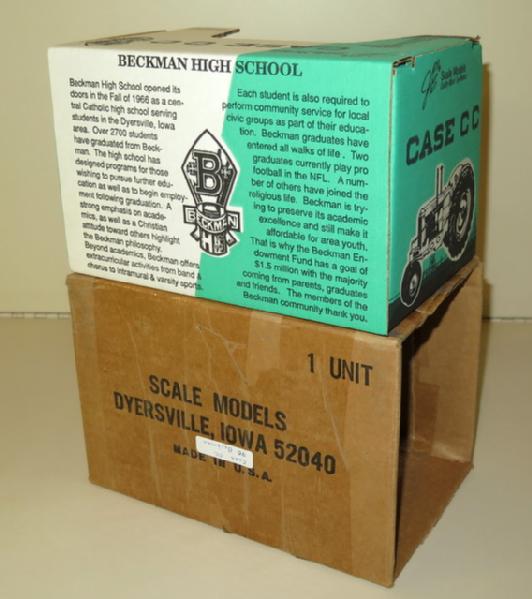 BECKMAN HIGH SCHOOL
Beckman High School opened its
doors in the Fall of 1966 as a cen-
tral Catholic high school serving
students in the Dyersville, Iowa
area. Over 2700 students
have graduated from Beck-
man. The high school has
designed programs for those
wishing to pursue further edu-
cation as well as to begin employ-
ment following graduation. A
strong emphasis on acade-
mics, as well as a Christian
attitude toward others highlight
the Beckman philosophy.
Beyond academics, Beckman offers
extracurricular activities from band &
chorus to intramural & varsity sports.
Each student is also required to
perform community service for local
civic groups as part of their educa-
tion. Beckman graduates have
entered all walks of life. Two
graduates currently play pro
football in the NFL. A num-
ber of others have joined the
religious life. Beckman is try-
ing to preserve its academic
excellence and still make it
affordable for area youth.
That is why the Beckman En-
dowment Fund has a goal of
$1.5 million with the majority
coming from parents, graduates
and friends. The members of the
Beckman community thank you.
B
BECKMAN
H S
Scale Models
CASE CC
1 UNIT
SCALE MODELS
DYERSVILLE, IOWA 52040
MADE IN U.S.A.